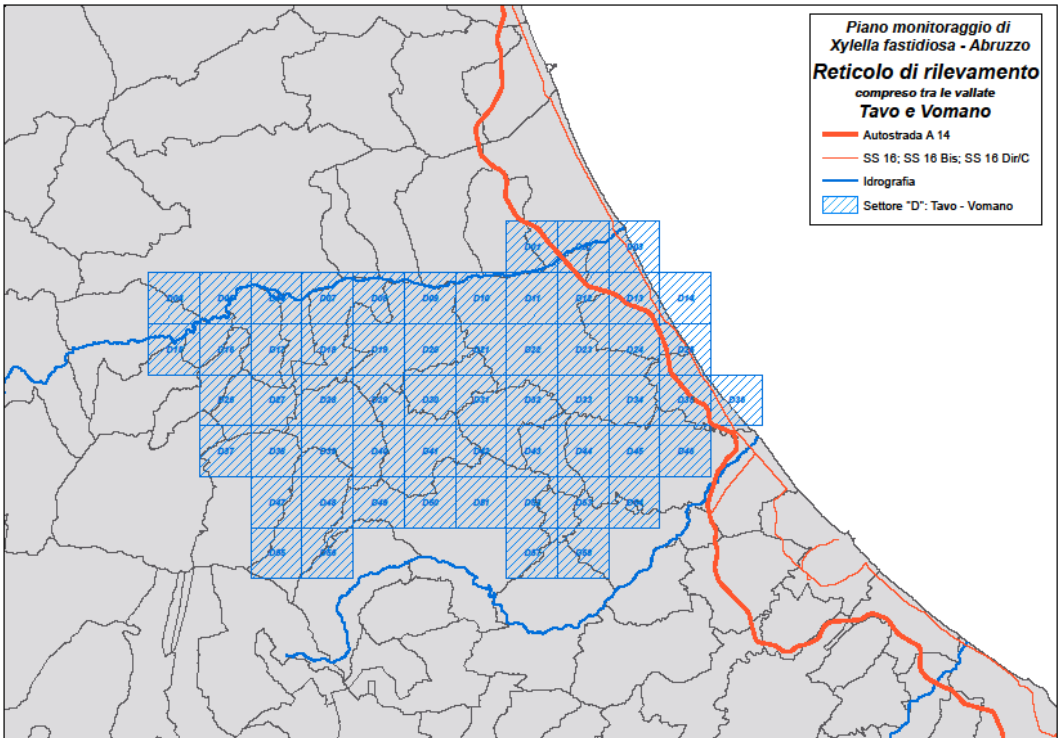 Piano monitoraggio di
Xylella fastidiosa - Abruzzo
Reticolo di rilevamento
compreso tra le vallate
Tavo e Vomano
Autostrada A 14
SS 16; SS 16 Bis; SS 16 Dir/C
Idrografia
Settore "D": Tavo - Vomano
D01 D02 D03
D04 D05 D06 D07 D08 D09 D10 D11 D12 D13 D14
D15 D16 D17 D18 D19 D20 D21 D22 D23 D24 D25
D26 D27 D28 D29 D30 D31 D32 D33 D34 D35 D36
D37 D38 D39 D40 D41 D42 D43 D44 D45 D46
D47 D48 D49 D50 D51 D52 D53 D54
D55 D56 D57 D58